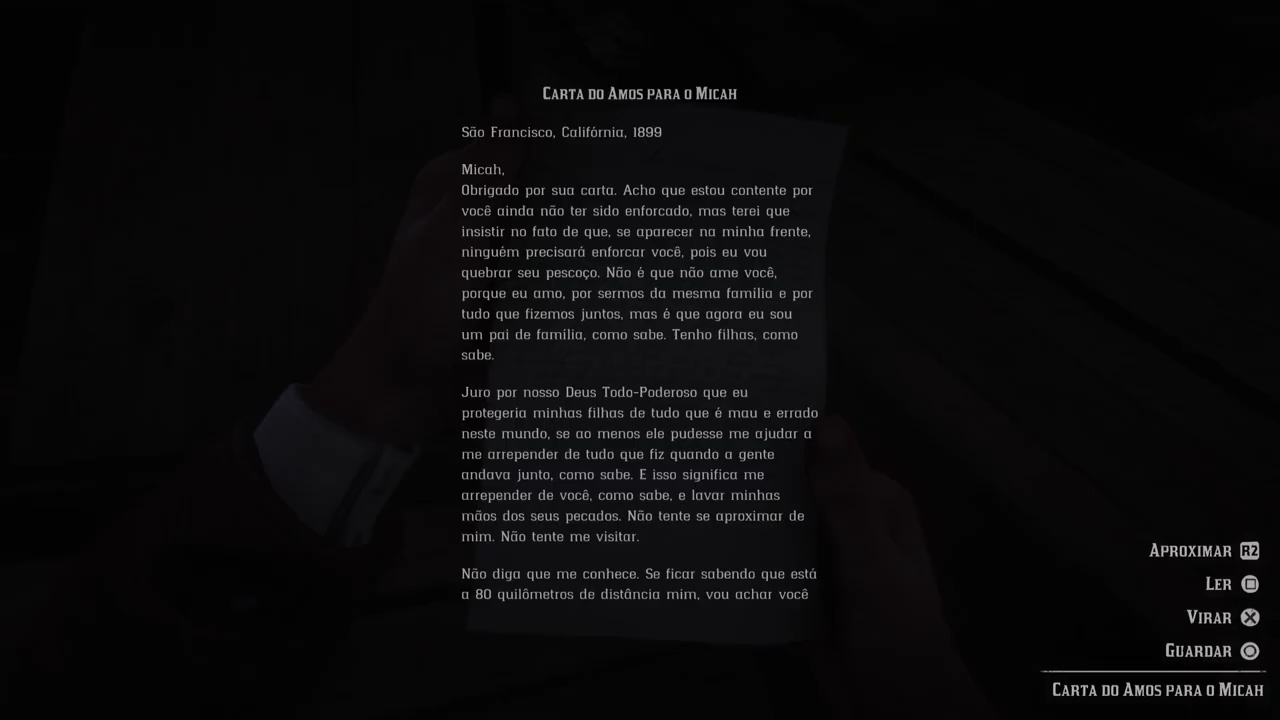 Carta do Amos para o Micah
São Francisco, Califórnia, 1899
Micah,
Obrigado por sua carta. Acho que estou contente por
você ainda não ter sido enforcado, mas terei que
insistir no fato de que, se aparecer na minha frente,
ninguém precisará enforcar você, pois eu vou
quebrar seu pescoço. Não é que não ame você,
porque eu amo, por sermos da mesma família e por
tudo que fizemos juntos, mas é que agora eu sou
um pai de família, como sabe. Tenho filhas, como
sabe.
Juro por nosso Deus Todo-Poderoso que eu
protegeria minhas filhas de tudo que é mau e errado
neste mundo, se ao menos ele pudesse me ajudar a
me arrepender de tudo que fiz quando a gente
andava junto, como sabe. E isso significa me
arrepender de você, como sabe, e lavar minhas
mãos dos seus pecados. Não tente se aproximar de
mim. Não tente me visitar.
Não diga que me conhece. Se ficar sabendo que está
a 80 quilômetros de distância mim, vou achar você
Aproximar R2
Ler
Virar
Guardar
Carta do Amos para o Micah